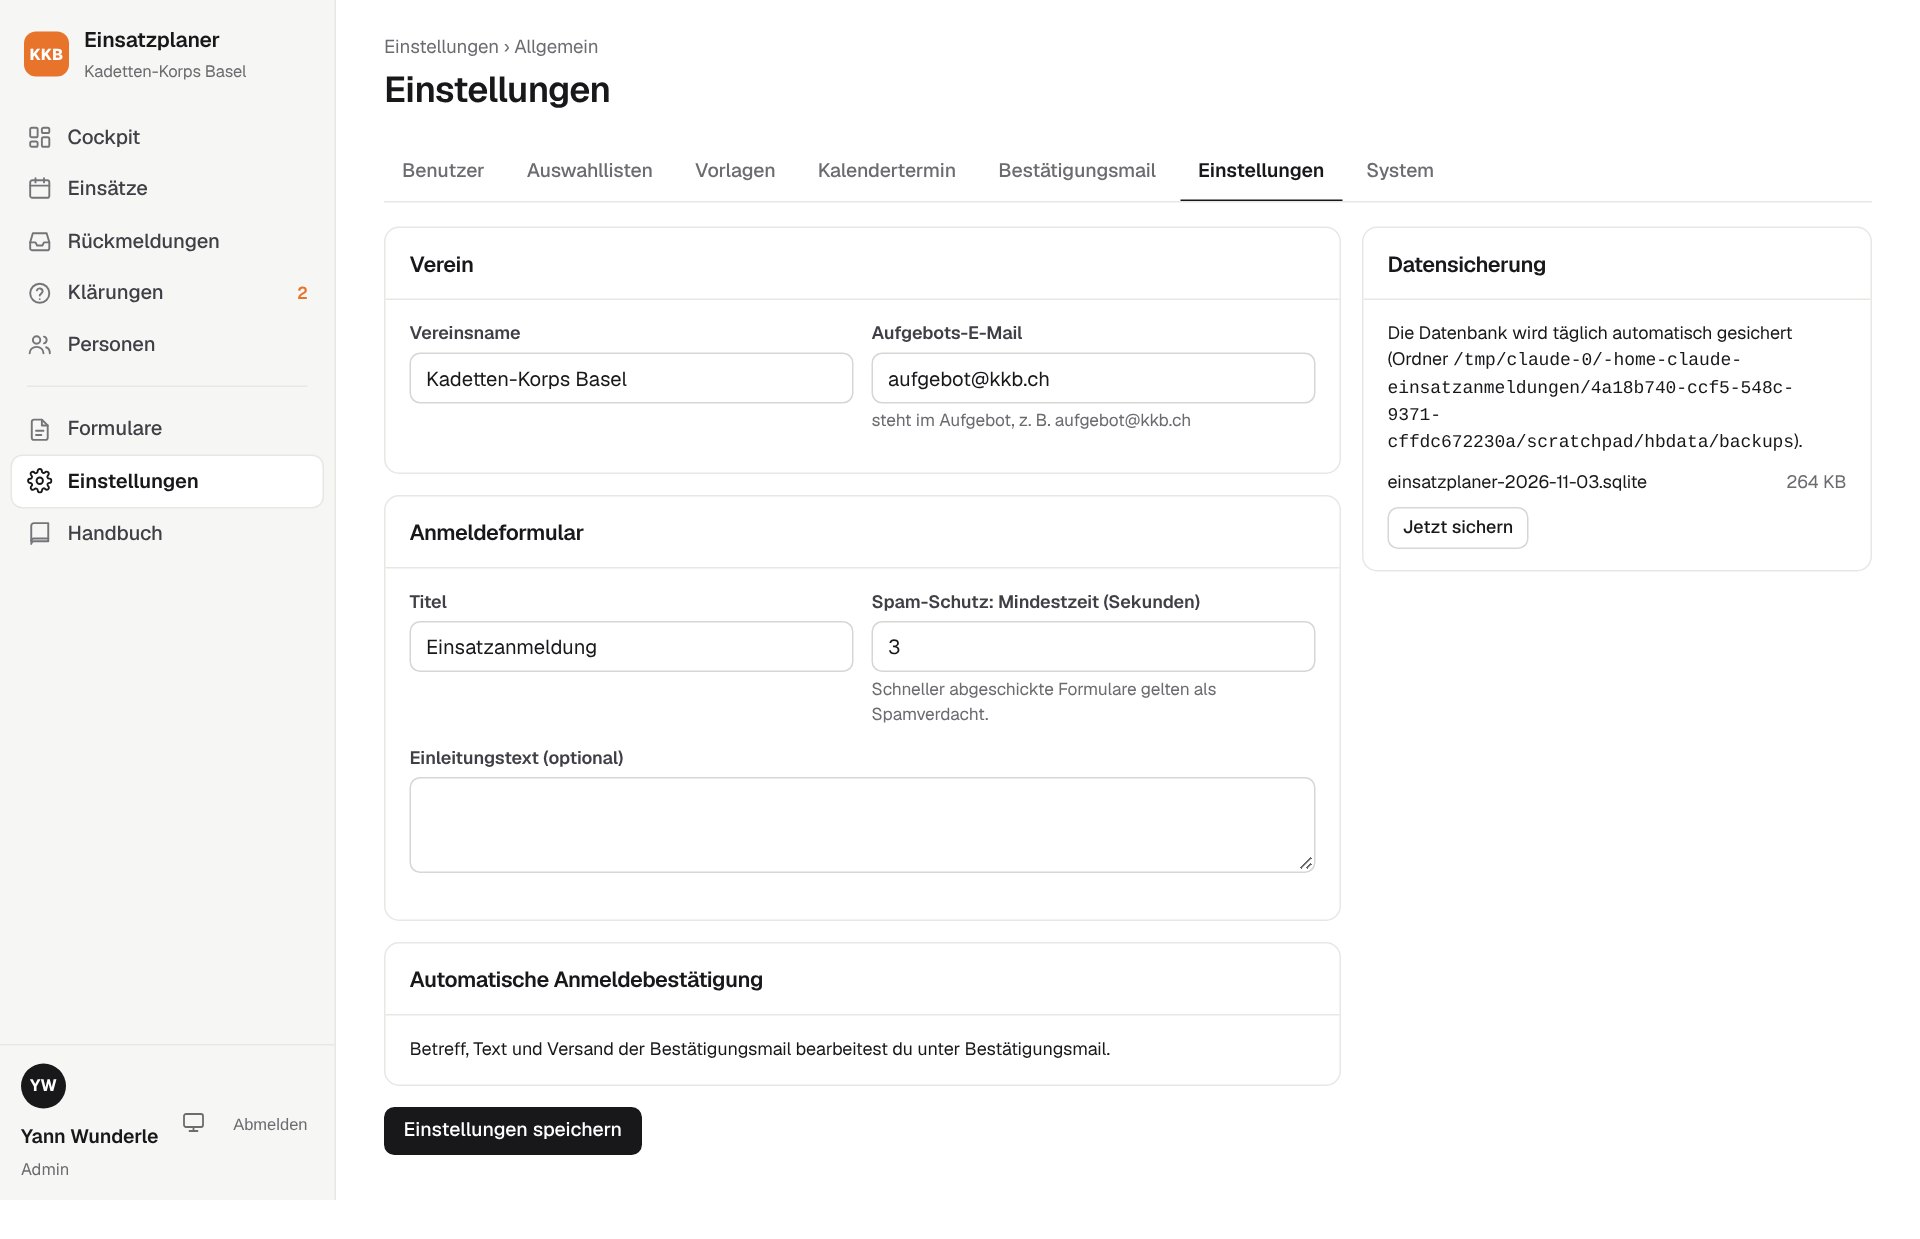 KKB
Einsatzplaner
Kadetten-Korps Basel
Cockpit
Einsätze
Rückmeldungen
Klärungen 2
Personen
Formulare
Einstellungen
Handbuch
YW
Yann Wunderle
Admin
Abmelden
Einstellungen › Allgemein
Einstellungen
Benutzer Auswahllisten Vorlagen Kalendertermin Bestätigungsmail Einstellungen System
Verein
Vereinsname
Kadetten-Korps Basel
Aufgebots-E-Mail
aufgebot@kkb.ch
steht im Aufgebot, z. B. aufgebot@kkb.ch
Anmeldeformular
Titel
Einsatzanmeldung
Spam-Schutz: Mindestzeit (Sekunden)
3
Schneller abgeschickte Formulare gelten als
Spamverdacht.
Einleitungstext (optional)
Automatische Anmeldebestätigung
Betreff, Text und Versand der Bestätigungsmail bearbeitest du unter Bestätigungsmail.
Einstellungen speichern
Datensicherung
Die Datenbank wird täglich automatisch gesichert
(Ordner /tmp/claude-0/-home-claude-
einsatzanmeldungen/4a18b740-ccf5-548c-
9371-
cffdc672230a/scratchpad/hbdata/backups).
einsatzplaner-2026-11-03.sqlite 264 KB
Jetzt sichern